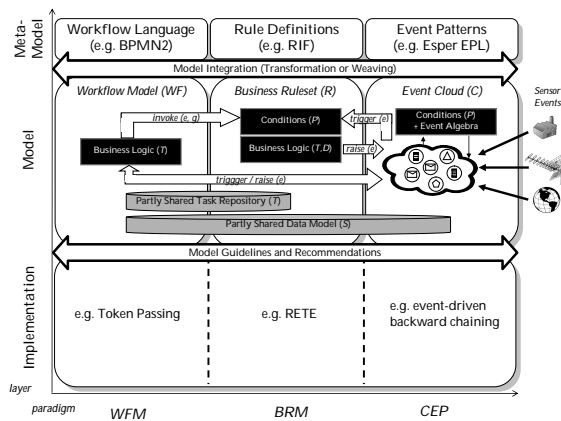 Meta-
Model
Workflow Language
(e.g. BPMN2)
Rule Definitions
(e.g. RIF)
Event Patterns
(e.g. Esper EPL)
Model Integration (Transformation or Weaving)
Model
Workflow Model (WF)
Business Ruleset (R)
Event Cloud (C)
Sensor
Events
invoke (e, g)
Conditions (P)
trigger (e)
Conditions (P)
+ Event Algebra
Business Logic (T)
Business Logic (T,D)
raise (e)
trigger / raise (e)
Partly Shared Task Repository (T)
Partly Shared Data Model (S)
Model Guidelines and Recommendations
Implementation
e.g. Token Passing
e.g. RETE
e.g. event-driven
backward chaining
layer
paradigm
WFM
BRM
CEP